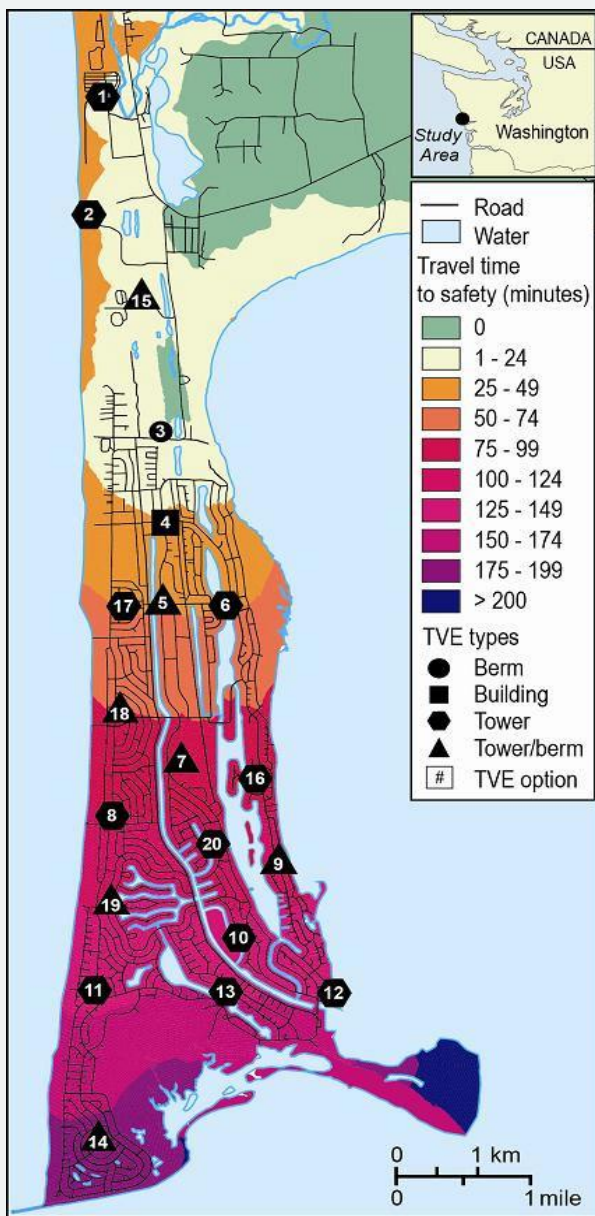 CANADA
USA
Study
Area
Washington
Road
Water
Travel time
to safety (minutes)
0
1 - 24
25 - 49
50 - 74
75 - 99
100 - 124
125 - 149
150 - 174
175 - 199
> 200
TVE types
Berm
Building
Tower
Tower/berm
# TVE option
1
2
15
3
4
17 5 6
18
7
16
8
20
9
19
10
11 13 12
14
0 1 km
0 1 mile